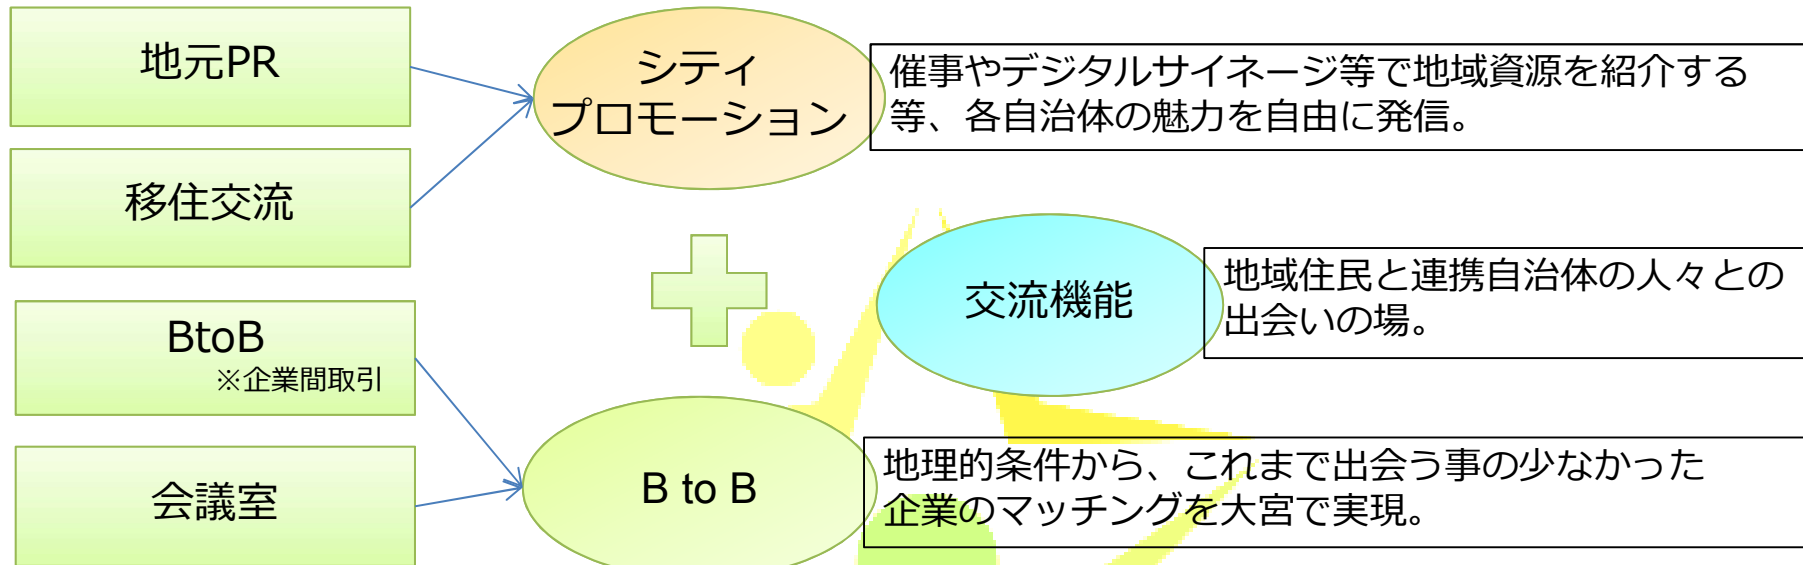 地元PR
移住交流
BtoB
※企業間取引
会議室
シティ
プロモーション
催事やデジタルサイネージ等で地域資源を紹介する
等、各自治体の魅力を自由に発信。
交流機能
地域住民と連携自治体の人々との
出会いの場。
B to B
地理的条件から、これまで出会う事の少なかった
企業のマッチングを大宮で実現。